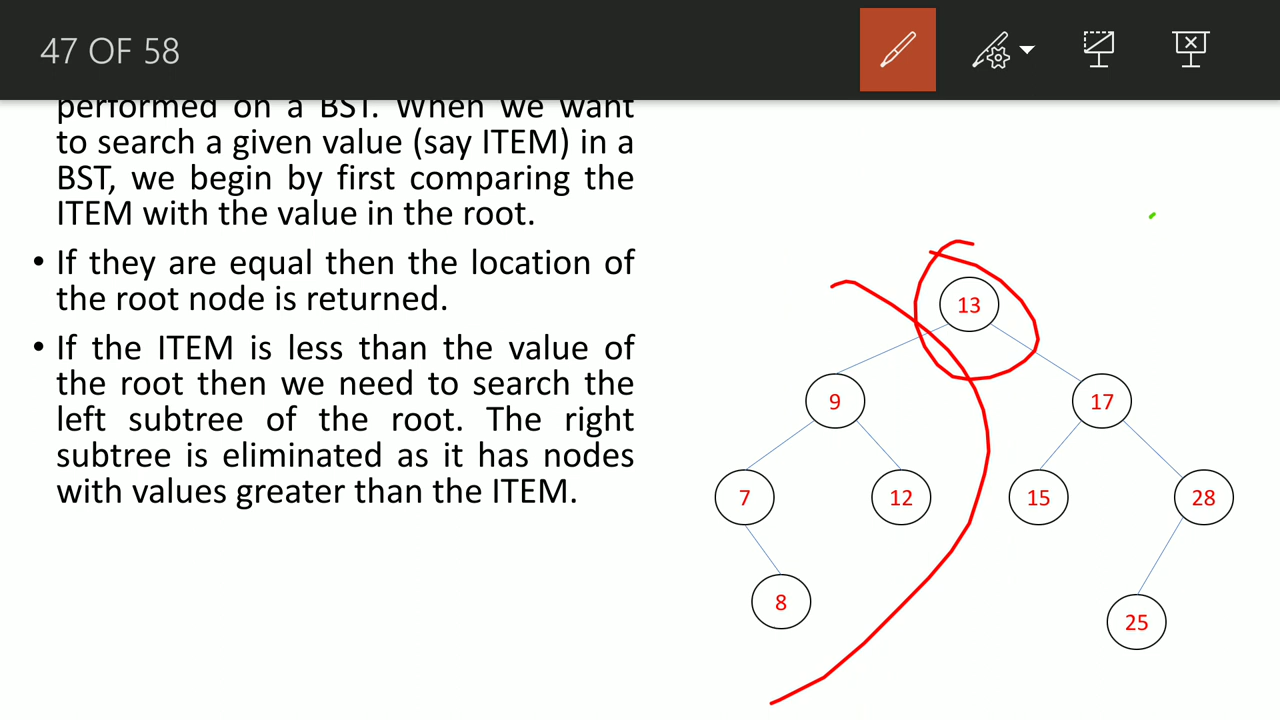 47 OF 58
performed on a BST. When we want
to search a given value (say ITEM) in a
BST, we begin by first comparing the
ITEM with the value in the root.
• If they are equal then the location of
the root node is returned.
• If the ITEM is less than the value of
the root then we need to search the
left subtree of the root. The right
subtree is eliminated as it has nodes
with values greater than the ITEM.
13
9
17
7
12
15
28
8
25